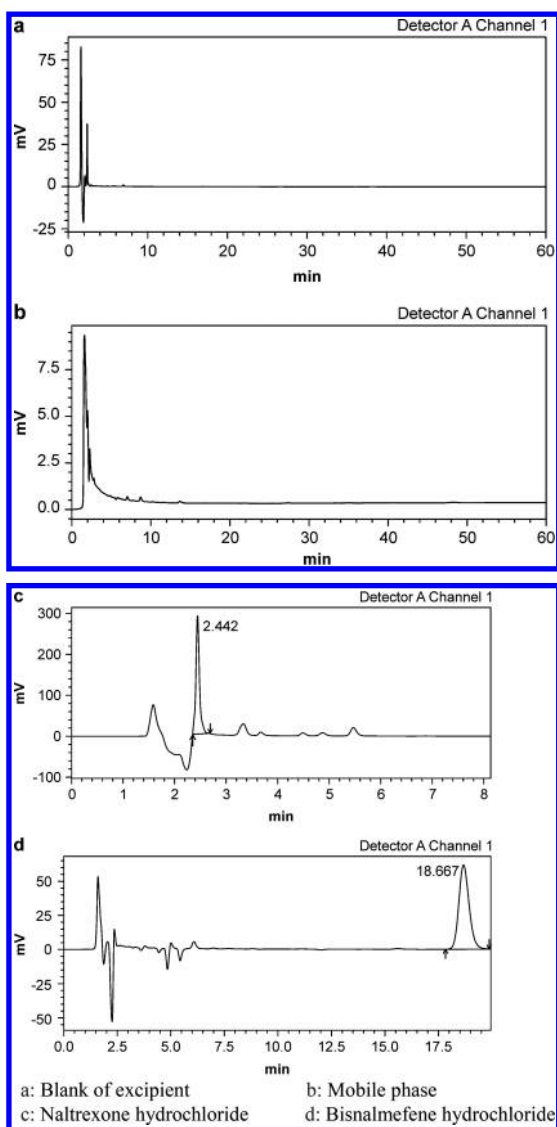 a
Detector A Channel 1
75
50
25
0
-25
mV
0 10 20 30 40 50 60
min
b
Detector A Channel 1
7.5
5.0
2.5
0.0
mV
0 10 20 30 40 50 60
min
c
Detector A Channel 1
300
200
100
0
-100
mV
2.442
0 1 2 3 4 5 6 7 8
min
d
Detector A Channel 1
50
25
0
-25
-50
mV
18.667
0.0 2.5 5.0 7.5 10.0 12.5 15.0 17.5
min
a: Blank of excipient b: Mobile phase
c: Naltrexone hydrochloride d: Bisnalmefene hydrochloride